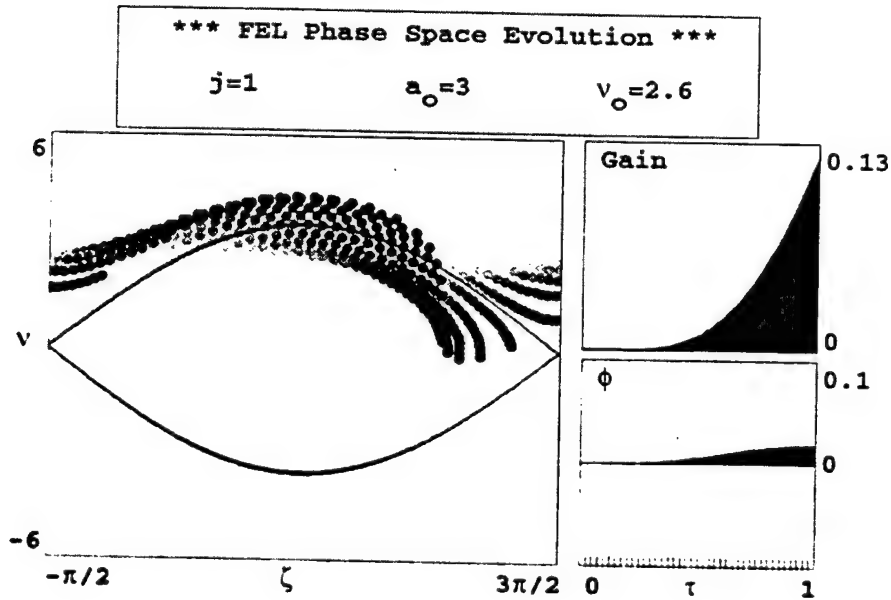 *** FEL Phase Space Evolution ***
j=1 a₀=3 ν₀=2.6
6
ν
-6
-π/2 ζ 3π/2
Gain 0.13
0
ϕ 0.1
0
0 τ 1